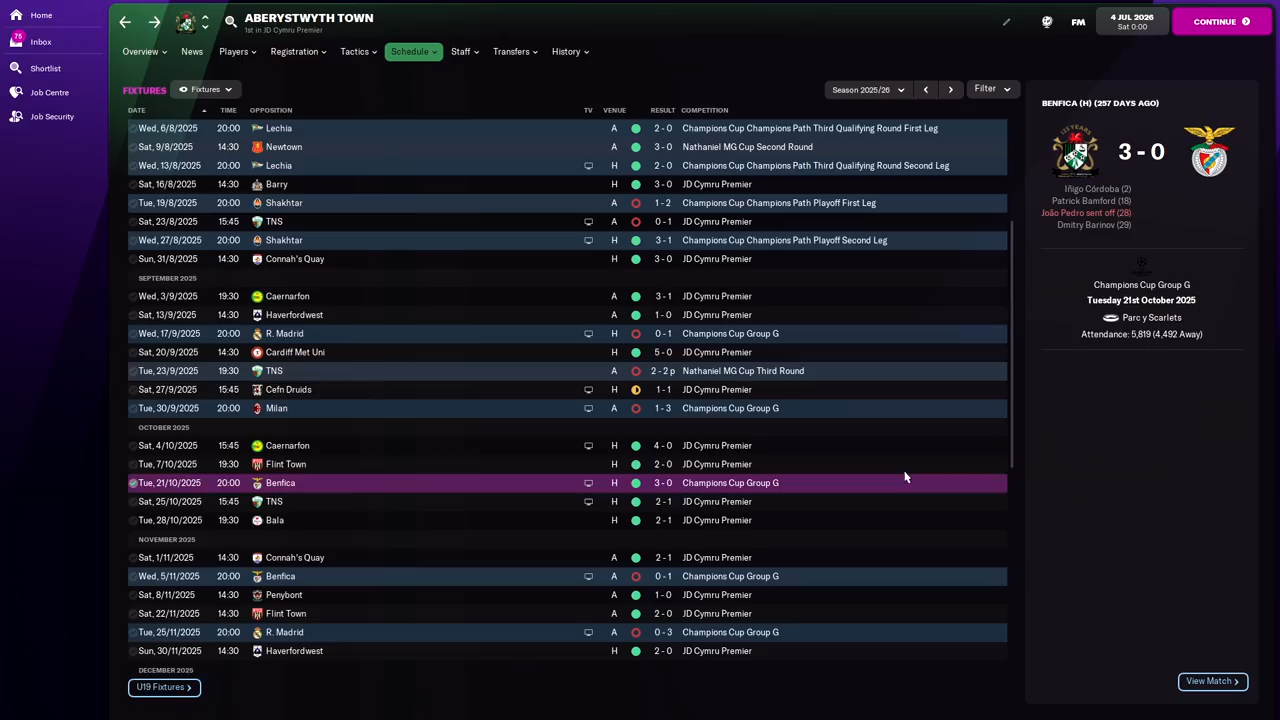 ABERYSTWYTH TOWN
1st in JD Cymru Premier
FM
4 JUL 2026
Sat 0:00
CONTINUE
Home
76
Inbox
Shortlist
Job Centre
Job Security
Overview
News
Players
Registration
Tactics
Schedule
Staff
Transfers
History
FIXTURES
Fixtures
Season 2025/26
Filter
DATE TIME OPPOSITION TV VENUE RESULT COMPETITION
Wed, 6/8/2025 20:00 Lechia A 2 - 0 Champions Cup Champions Path Third Qualifying Round First Leg
Sat, 9/8/2025 14:30 Newtown A 3 - 0 Nathaniel MG Cup Second Round
Wed, 13/8/2025 20:00 Lechia H 2 - 0 Champions Cup Champions Path Third Qualifying Round Second Leg
Sat, 16/8/2025 14:30 Barry H 3 - 0 JD Cymru Premier
Tue, 19/8/2025 20:00 Shakhtar A 1 - 2 Champions Cup Champions Path Playoff First Leg
Sat, 23/8/2025 15:45 TNS A 0 - 1 JD Cymru Premier
Wed, 27/8/2025 20:00 Shakhtar H 3 - 1 Champions Cup Champions Path Playoff Second Leg
Sun, 31/8/2025 14:30 Connah's Quay H 3 - 0 JD Cymru Premier
SEPTEMBER 2025
Wed, 3/9/2025 19:30 Caernarfon A 3 - 1 JD Cymru Premier
Sat, 13/9/2025 14:30 Haverfordwest A 1 - 0 JD Cymru Premier
Wed, 17/9/2025 20:00 R. Madrid H 0 - 1 Champions Cup Group G
Sat, 20/9/2025 14:30 Cardiff Met Uni H 5 - 0 JD Cymru Premier
Tue, 23/9/2025 19:30 TNS A 2 - 2 p Nathaniel MG Cup Third Round
Sat, 27/9/2025 15:45 Cefn Druids H 1 - 1 JD Cymru Premier
Tue, 30/9/2025 20:00 Milan A 1 - 3 Champions Cup Group G
OCTOBER 2025
Sat, 4/10/2025 15:45 Caernarfon H 4 - 0 JD Cymru Premier
Tue, 7/10/2025 19:30 Flint Town H 2 - 0 JD Cymru Premier
Tue, 21/10/2025 20:00 Benfica H 3 - 0 Champions Cup Group G
Sat, 25/10/2025 15:45 TNS H 2 - 1 JD Cymru Premier
Tue, 28/10/2025 19:30 Bala H 2 - 1 JD Cymru Premier
NOVEMBER 2025
Sat, 1/11/2025 14:30 Connah's Quay A 2 - 1 JD Cymru Premier
Wed, 5/11/2025 20:00 Benfica A 0 - 1 Champions Cup Group G
Sat, 8/11/2025 14:30 Penybont A 1 - 0 JD Cymru Premier
Sat, 22/11/2025 14:30 Flint Town A 2 - 0 JD Cymru Premier
Tue, 25/11/2025 20:00 R. Madrid A 0 - 3 Champions Cup Group G
Sun, 30/11/2025 14:30 Haverfordwest H 2 - 0 JD Cymru Premier
DECEMBER 2025
U19 Fixtures
BENFICA (H) (257 DAYS AGO)
3 - 0
Iñigo Córdoba (2)
Patrick Bamford (18)
João Pedro sent off (28)
Dmitry Barinov (29)
Champions Cup Group G
Tuesday 21st October 2025
Parc y Scarlets
Attendance: 5,819 (4,492 Away)
View Match